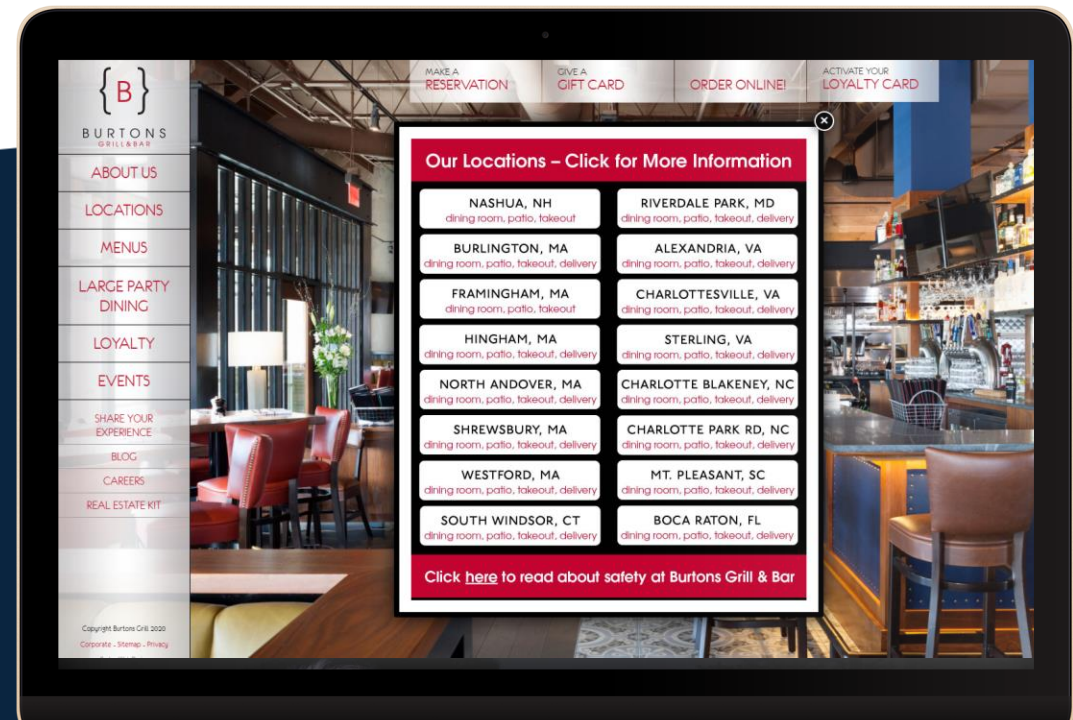 {B}
BURTONS
GRILL&BAR
ABOUT US
LOCATIONS
MENUS
LARGE PARTY
DINING
LOYALTY
EVENTS
SHARE YOUR
EXPERIENCE
BLOG
CAREERS
REAL ESTATE KIT
Copyright Burtons Grill 2020
Corporate - Sitemap - Privacy
MAKE A
RESERVATION
GIVE A
GIFT CARD
ORDER ONLINE!
ACTIVATE YOUR
LOYALTY CARD
Our Locations – Click for More Information
NASHUA, NH
dining room, patio, takeout
BURLINGTON, MA
dining room, patio, takeout, delivery
FRAMINGHAM, MA
dining room, patio, takeout
HINGHAM, MA
dining room, patio, takeout, delivery
NORTH ANDOVER, MA
dining room, patio, takeout, delivery
SHREWSBURY, MA
dining room, patio, takeout, delivery
WESTFORD, MA
dining room, patio, takeout, delivery
SOUTH WINDSOR, CT
dining room, patio, takeout, delivery
RIVERDALE PARK, MD
dining room, patio, takeout, delivery
ALEXANDRIA, VA
dining room, patio, takeout, delivery
CHARLOTTESVILLE, VA
dining room, patio, takeout, delivery
STERLING, VA
dining room, patio, takeout, delivery
CHARLOTTE BLAKENEY, NC
dining room, patio, takeout, delivery
CHARLOTTE PARK RD, NC
dining room, patio, takeout, delivery
MT. PLEASANT, SC
dining room, patio, takeout, delivery
BOCA RATON, FL
dining room, patio, takeout, delivery
Click here to read about safety at Burtons Grill & Bar